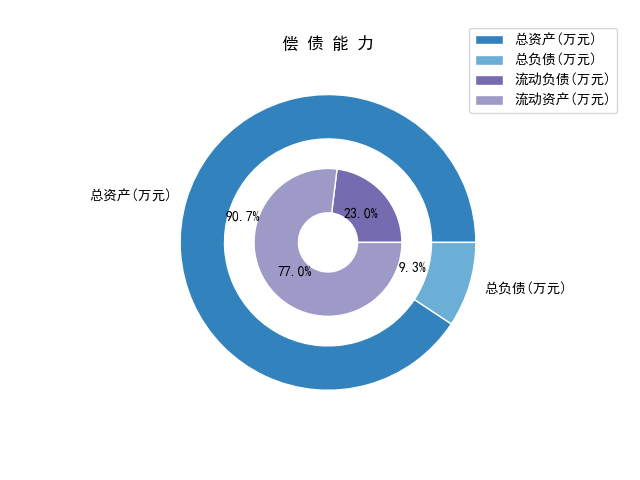 偿 债 能 力
总资产(万元)
总负债(万元)
流动负债(万元)
流动资产(万元)
总资产(万元)
90.7%
23.0%
77.0%
9.3%
总负债(万元)